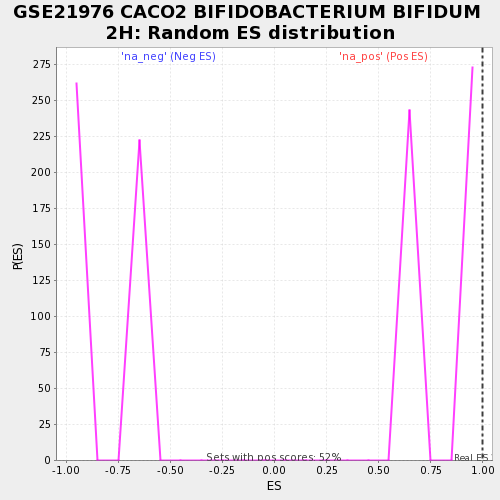 GSE21976 CACO2 BIFIDOBACTERIUM BIFIDUM
2H: Random ES distribution
'na_neg' (Neg ES) 'na_pos' (Pos ES)
275
250
225
200
175
150
125
100
75
50
25
0
P(ES)
Sets with pos scores: 52%
Real ES
-1.00 -0.75 -0.50 -0.25 0.00 0.25 0.50 0.75 1.00
ES